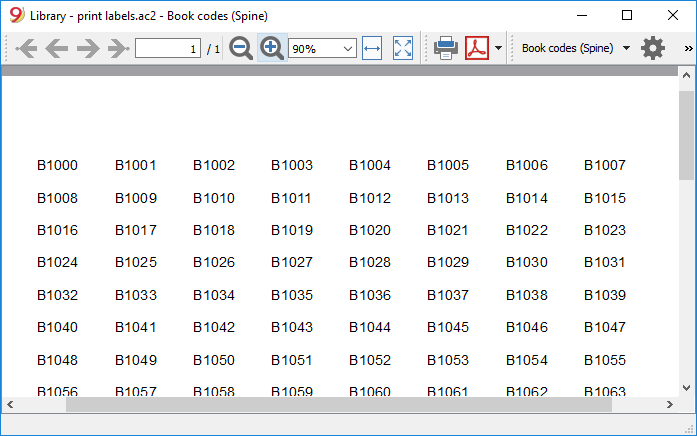 Library - print labels.ac2 - Book codes (Spine)
1 / 1 90% Book codes (Spine) »
B1000 B1001 B1002 B1003 B1004 B1005 B1006 B1007
B1008 B1009 B1010 B1011 B1012 B1013 B1014 B1015
B1016 B1017 B1018 B1019 B1020 B1021 B1022 B1023
B1024 B1025 B1026 B1027 B1028 B1029 B1030 B1031
B1032 B1033 B1034 B1035 B1036 B1037 B1038 B1039
B1040 B1041 B1042 B1043 B1044 B1045 B1046 B1047
B1048 B1049 B1050 B1051 B1052 B1053 B1054 B1055
B1056 B1057 B1058 B1059 B1060 B1061 B1062 B1063